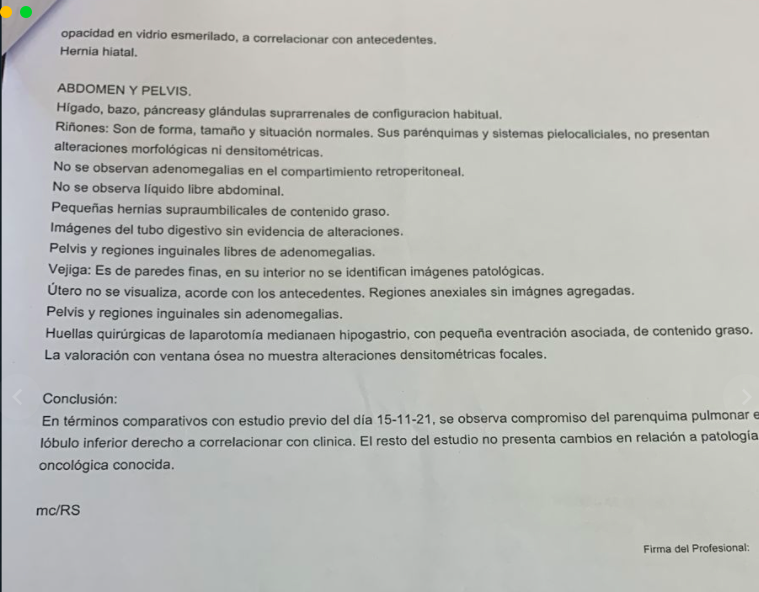 opacidad en vidrio esmerilado, a correlacionar con antecedentes.
Hernia hiatal.
ABDOMEN Y PELVIS.
Hígado, bazo, páncreasy glándulas suprarrenales de configuracion habitual.
Riñones: Son de forma, tamaño y situación normales. Sus parénquimas y sistemas pielocaliciales, no presentan
alteraciones morfológicas ni densitométricas.
No se observan adenomegalias en el compartimiento retroperitoneal.
No se observa líquido libre abdominal.
Pequeñas hernias supraumbilicales de contenido graso.
Imágenes del tubo digestivo sin evidencia de alteraciones.
Pelvis y regiones inguinales libres de adenomegalias.
Vejiga: Es de paredes finas, en su interior no se identifican imágenes patológicas.
Útero no se visualiza, acorde con los antecedentes. Regiones anexiales sin imágnes agregadas.
Pelvis y regiones inguinales sin adenomegalias.
Huellas quirúrgicas de laparotomía medianaen hipogastrio, con pequeña eventración asociada, de contenido graso.
La valoración con ventana ósea no muestra alteraciones densitométricas focales.
Conclusión:
En términos comparativos con estudio previo del día 15-11-21, se observa compromiso del parenquima pulmonar e
lóbulo inferior derecho a correlacionar con clinica. El resto del estudio no presenta cambios en relación a patología
oncológica conocida.
mc/RS
Firma del Profesional: